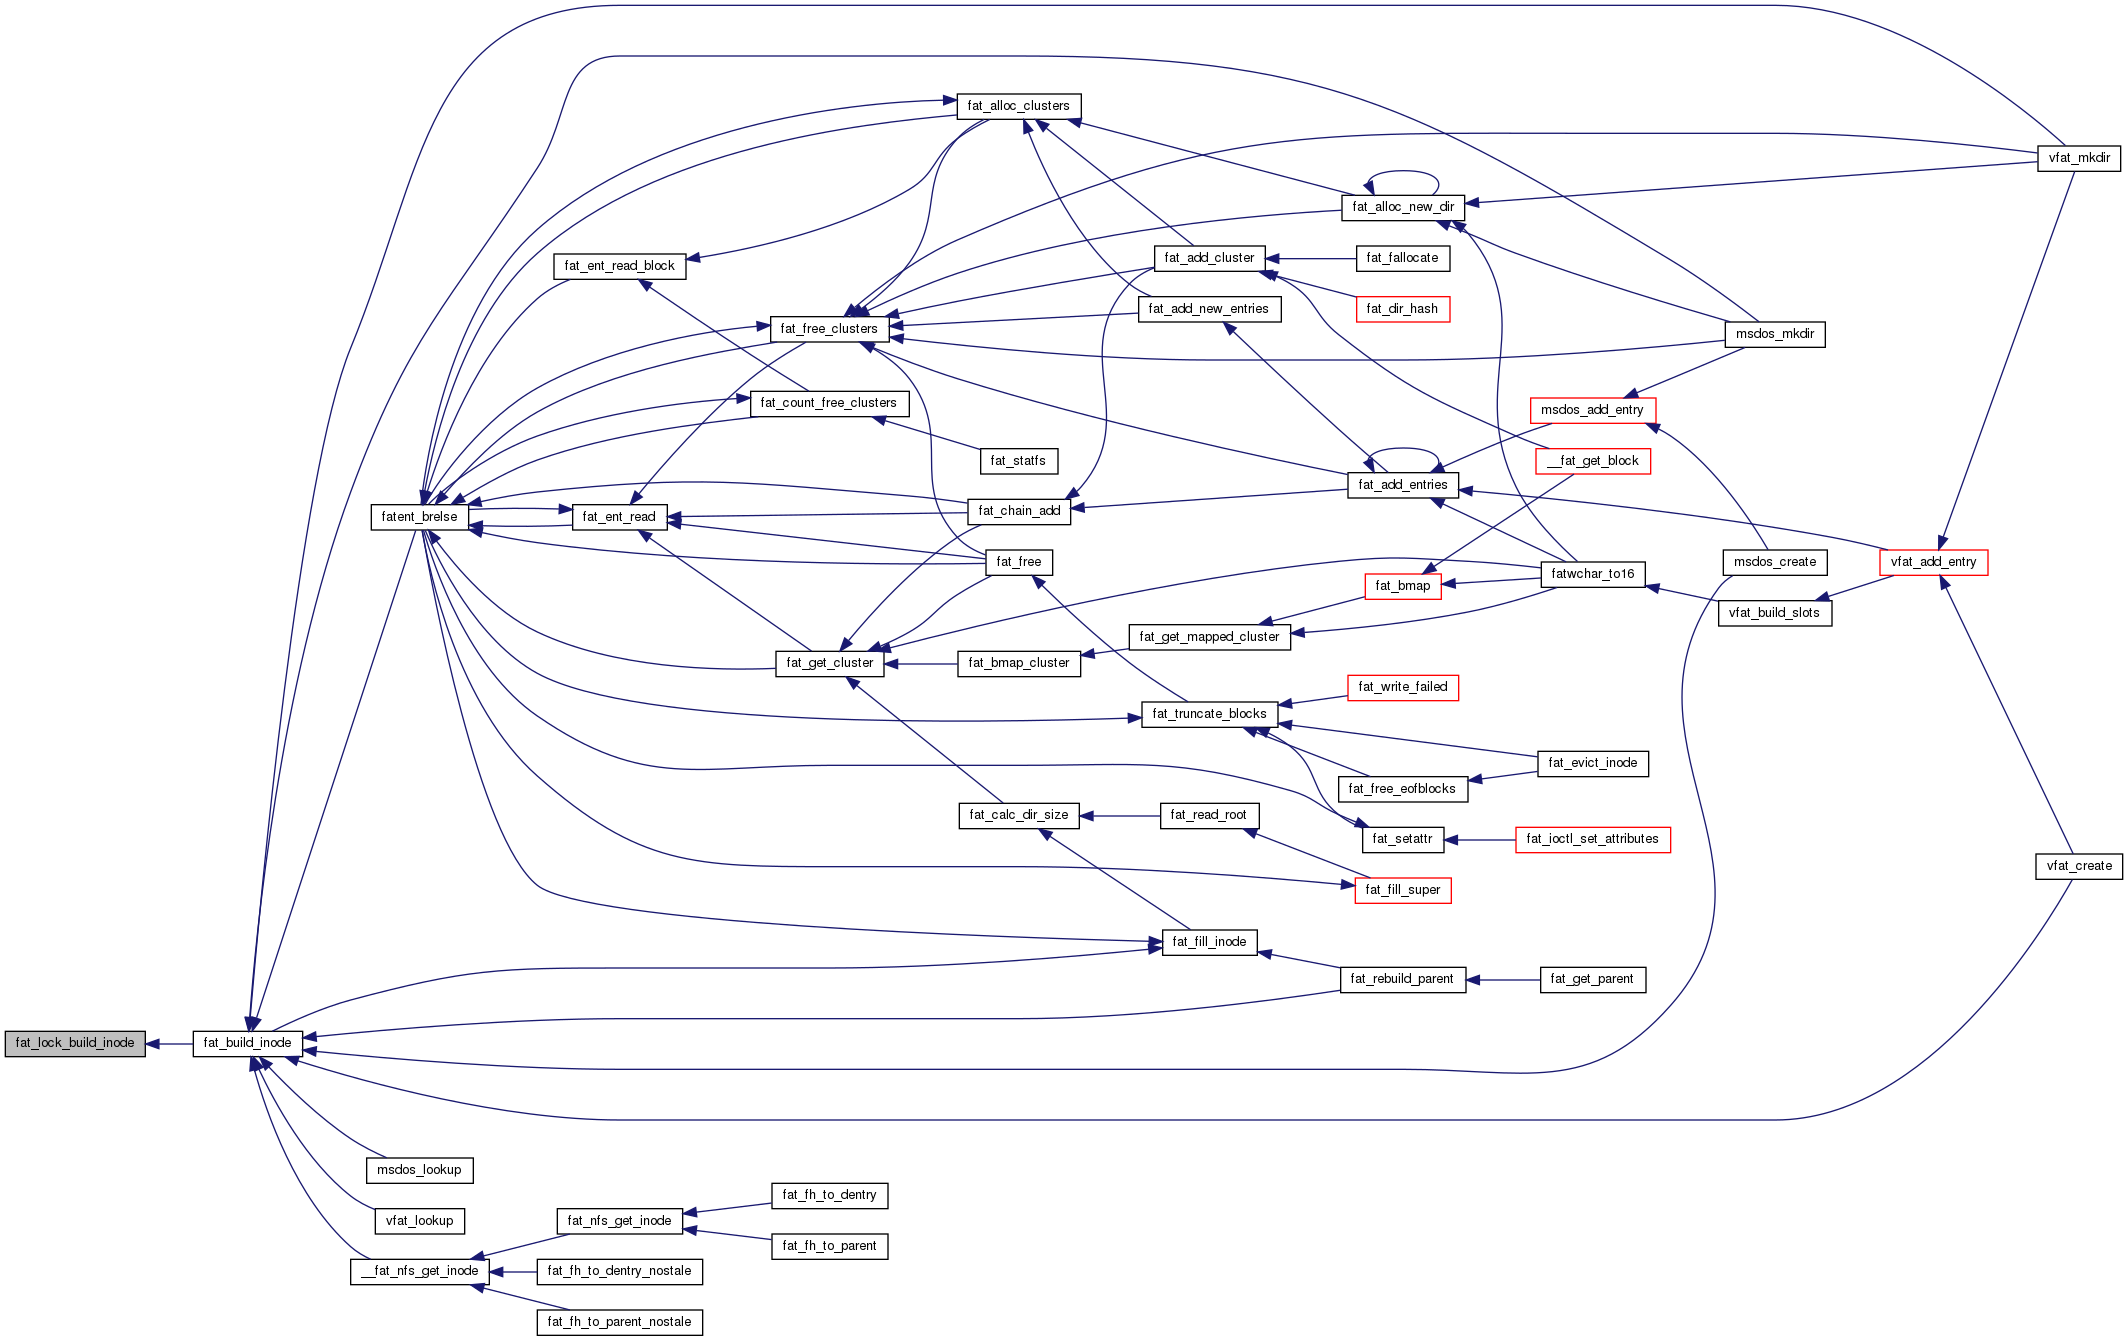 fat_alloc_clusters
vfat_mkdir
fat_alloc_new_dir
fat_ent_read_block
fat_add_cluster
fat_fallocate
fat_add_new_entries
fat_dir_hash
fat_free_clusters
msdos_mkdir
fat_count_free_clusters
msdos_add_entry
fat_statfs
__fat_get_block
fat_add_entries
fatent_brelse
fat_ent_read
fat_chain_add
fat_free
msdos_create
vfat_add_entry
fat_bmap
fatwchar_to16
vfat_build_slots
fat_get_mapped_cluster
fat_get_cluster
fat_bmap_cluster
fat_write_failed
fat_truncate_blocks
fat_evict_inode
fat_free_eofblocks
fat_calc_dir_size
fat_read_root
fat_setattr
fat_ioctl_set_attributes
vfat_create
fat_fill_super
fat_fill_inode
fat_rebuild_parent
fat_get_parent
fat_lock_build_inode
fat_build_inode
msdos_lookup
fat_fh_to_dentry
vfat_lookup
fat_nfs_get_inode
fat_fh_to_parent
__fat_nfs_get_inode
fat_fh_to_dentry_nostale
fat_fh_to_parent_nostale